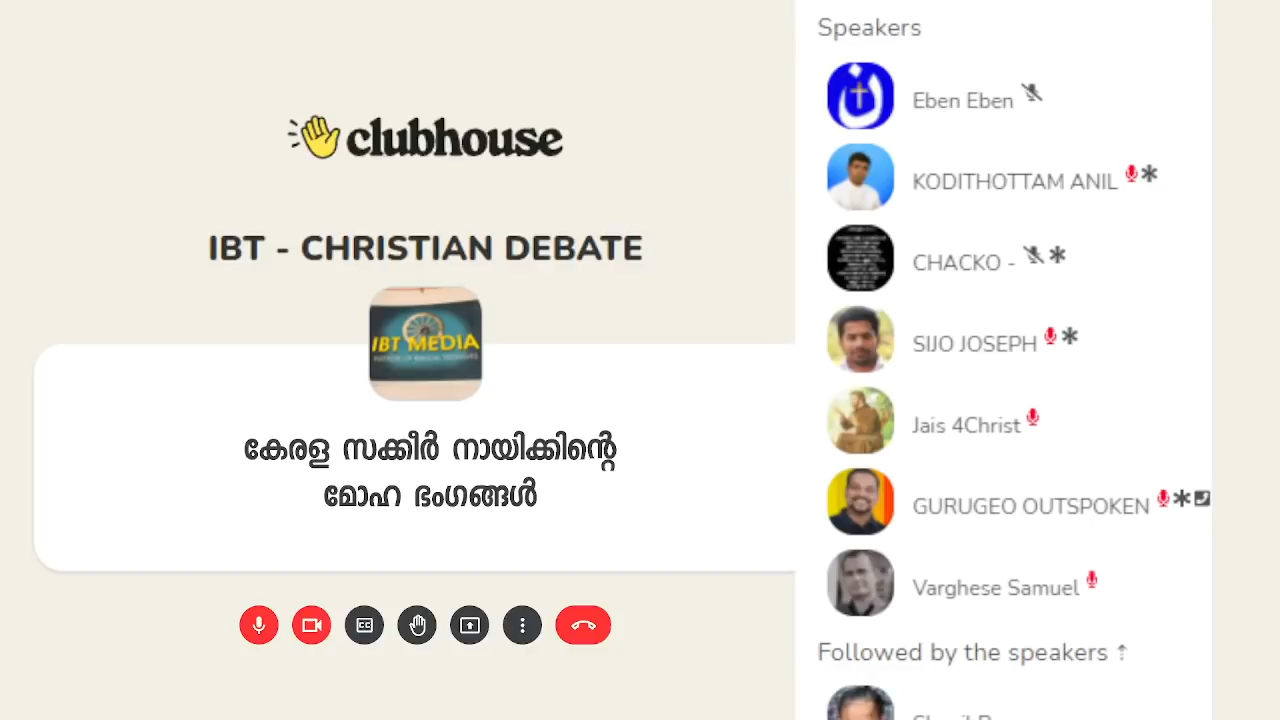 clubhouse
IBT - CHRISTIAN DEBATE
IBT MEDIA
കേരള സക്കീർ നായിക്കിന്റെ
മോഹ ഭംഗങ്ങൾ
Speakers
Eben Eben
KODITHOTTAM ANIL
CHACKO -
SIJO JOSEPH
Jais 4Christ
GURUGEO OUTSPOKEN
Varghese Samuel
Followed by the speakers ⇡